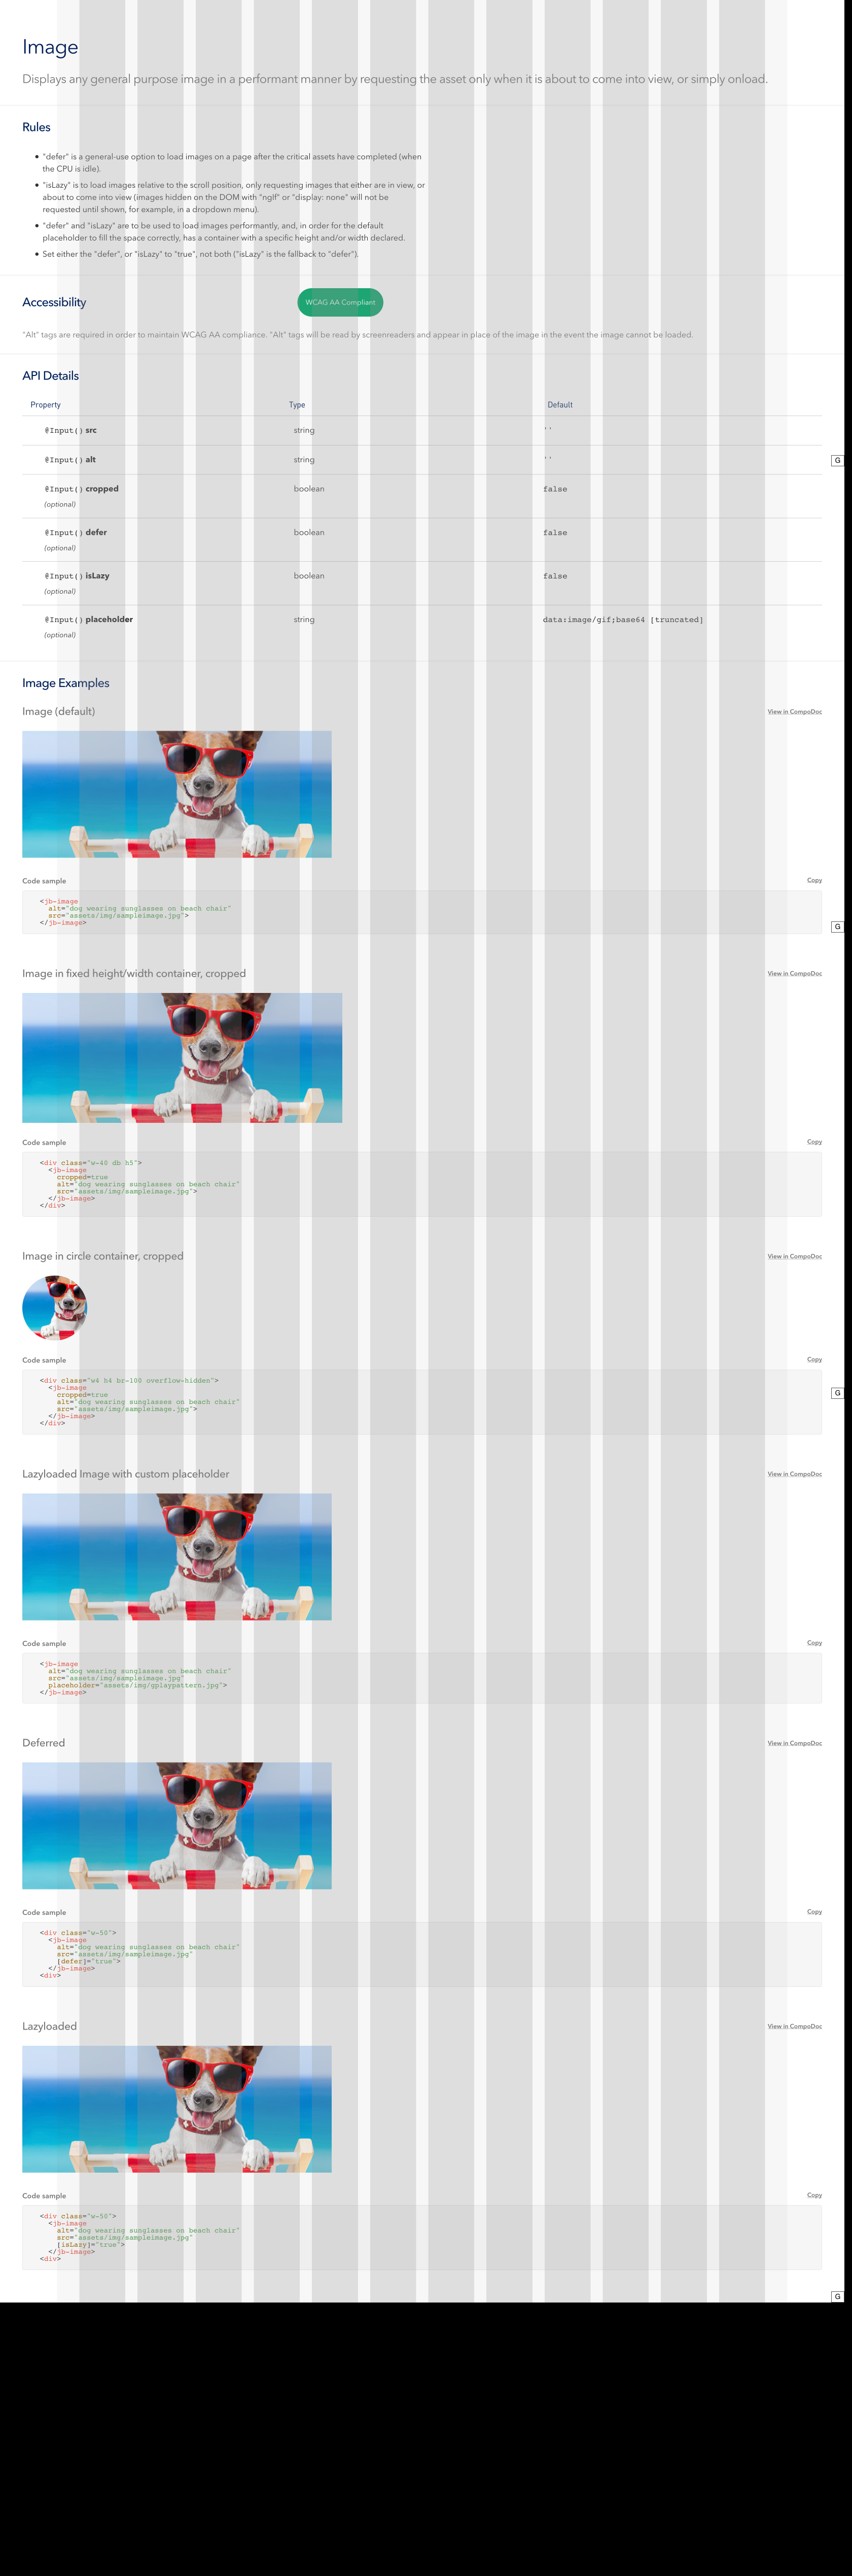 Image
Displays any general purpose image in a performant manner by requesting the asset only when it is about to come into view, or simply onload.
Rules
• "defer" is a general-use option to load images on a page after the critical assets have completed (when
the CPU is idle).
• "isLazy" is to load images relative to the scroll position, only requesting images that either are in view, or
about to come into view (images hidden on the DOM with "ngIf" or "display: none" will not be
requested until shown, for example, in a dropdown menu).
• "defer" and "isLazy" are to be used to load images performantly, and, in order for the default
placeholder to fill the space correctly, has a container with a specific height and/or width declared.
• Set either the "defer", or "isLazy" to "true", not both ("isLazy" is the fallback to "defer").
Accessibility
WCAG AA Compliant
"Alt" tags are required in order to maintain WCAG AA compliance. "Alt" tags will be read by screenreaders and appear in place of the image in the event the image cannot be loaded.
API Details
Property Type Default
@Input() src string ''
@Input() alt string ''
G
@Input() cropped boolean false
(optional)
@Input() defer boolean false
(optional)
@Input() isLazy boolean false
(optional)
@Input() placeholder string data:image/gif;base64 [truncated]
(optional)
Image Examples
Image (default) View in CompoDoc
Code sample Copy
<jb-image
alt="dog wearing sunglasses on beach chair"
src="assets/img/sampleimage.jpg">
</jb-image>
G
Image in fixed height/width container, cropped View in CompoDoc
Code sample Copy
<div class="w-40 db h5">
<jb-image
cropped=true
alt="dog wearing sunglasses on beach chair"
src="assets/img/sampleimage.jpg">
</jb-image>
</div>
Image in circle container, cropped View in CompoDoc
Code sample Copy
<div class="w4 h4 br-100 overflow-hidden">
<jb-image
cropped=true
alt="dog wearing sunglasses on beach chair"
src="assets/img/sampleimage.jpg">
</jb-image>
</div>
G
Lazyloaded Image with custom placeholder View in CompoDoc
Code sample Copy
<jb-image
alt="dog wearing sunglasses on beach chair"
src="assets/img/sampleimage.jpg"
placeholder="assets/img/gplaypattern.jpg">
</jb-image>
Deferred View in CompoDoc
Code sample Copy
<div class="w-50">
<jb-image
alt="dog wearing sunglasses on beach chair"
src="assets/img/sampleimage.jpg"
[defer]="true">
</jb-image>
<div>
Lazyloaded View in CompoDoc
Code sample Copy
<div class="w-50">
<jb-image
alt="dog wearing sunglasses on beach chair"
src="assets/img/sampleimage.jpg"
[isLazy]="true">
</jb-image>
<div>
G